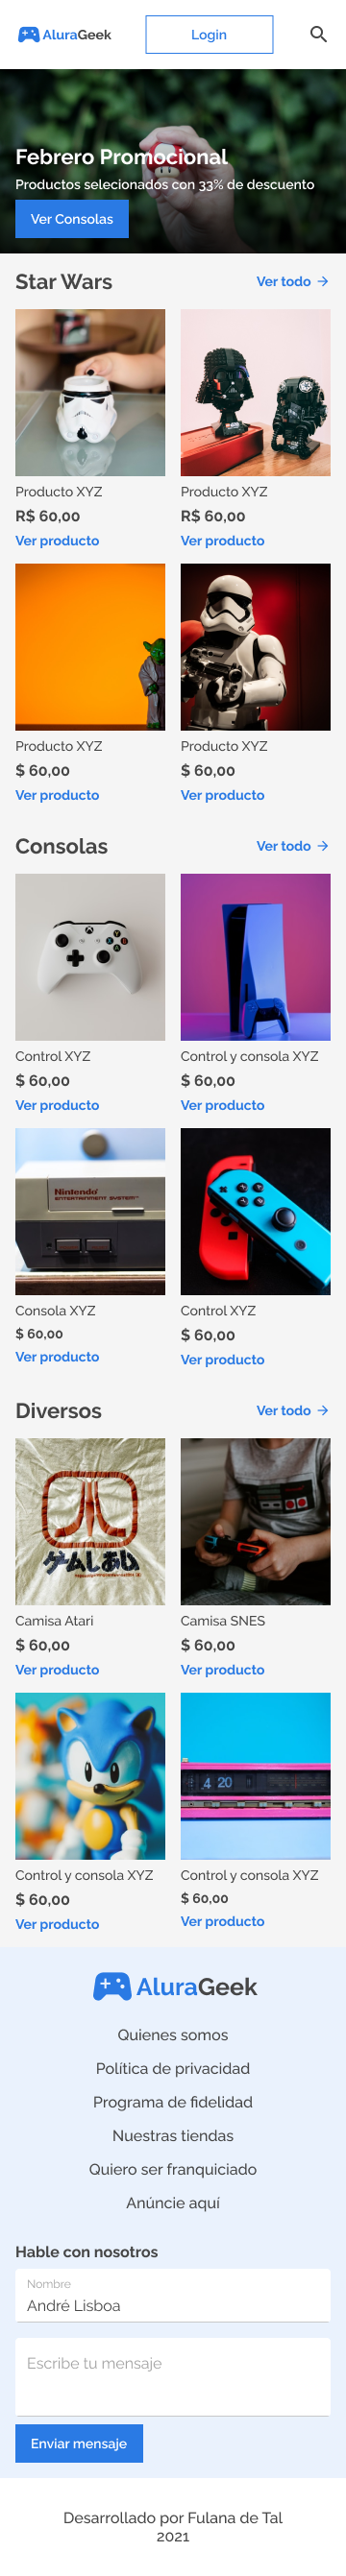 AluraGeek
Login
Febrero Promocional
Productos selecionados con 33% de descuento
Ver Consolas
Star Wars
Ver todo →
Producto XYZ
R$ 60,00
Ver producto
Producto XYZ
R$ 60,00
Ver producto
Producto XYZ
$ 60,00
Ver producto
Producto XYZ
$ 60,00
Ver producto
Consolas
Ver todo →
Control XYZ
$ 60,00
Ver producto
Control y consola XYZ
$ 60,00
Ver producto
Nintendo
ENTERTAINMENT SYSTEM
Consola XYZ
$ 60,00
Ver producto
Control XYZ
$ 60,00
Ver producto
Diversos
Ver todo →
Camisa Atari
$ 60,00
Ver producto
Camisa SNES
$ 60,00
Ver producto
Control y consola XYZ
$ 60,00
Ver producto
4 20
Control y consola XYZ
$ 60,00
Ver producto
AluraGeek
Quienes somos
Política de privacidad
Programa de fidelidad
Nuestras tiendas
Quiero ser franquiciado
Anúncie aquí
Hable con nosotros
Nombre
André Lisboa
Escribe tu mensaje
Enviar mensaje
Desarrollado por Fulana de Tal
2021